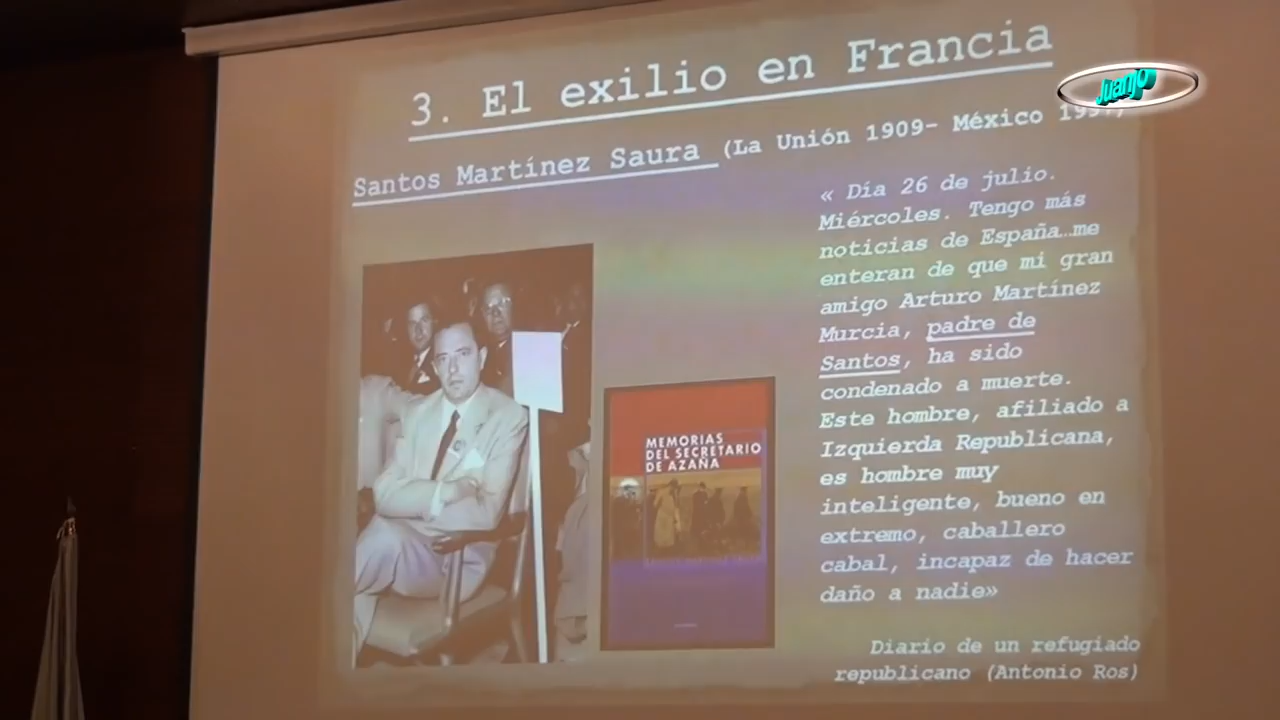 3. El exilio en Francia
Juanjo
Santos Martínez Saura (La Unión 1909- México
« Día 26 de julio.
Miércoles. Tengo más
noticias de España…me
enteran de que mi gran
amigo Arturo Martínez
Murcia, padre de
Santos, ha sido
condenado a muerte.
Este hombre, afiliado a
Izquierda Republicana,
es hombre muy
inteligente, bueno en
extremo, caballero
cabal, incapaz de hacer
daño a nadie»
MEMORIAS
DEL SECRETARIO
DE AZAÑA
Diario de un refugiado
republicano (Antonio Ros)